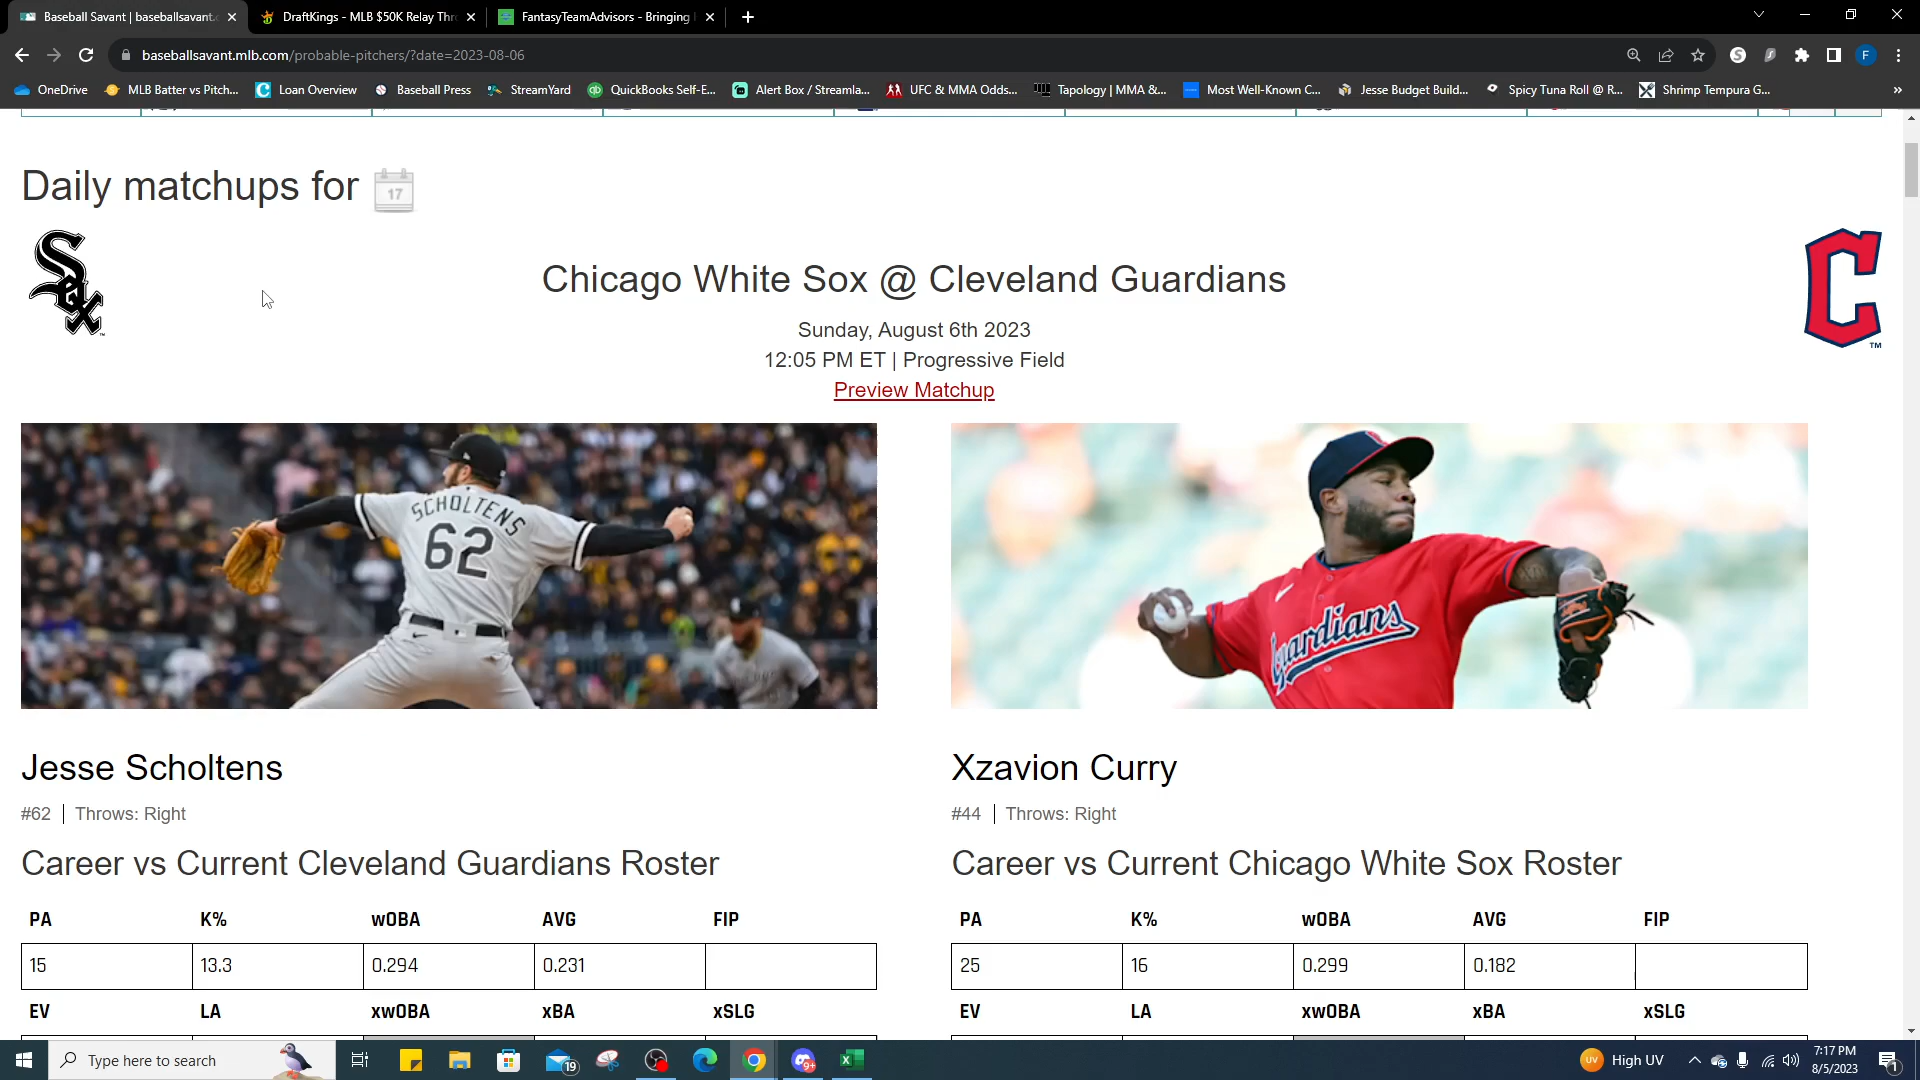 Baseball Savant | baseballsavant.
DraftKings - MLB $50K Relay Thr
FantasyTeamAdvisors - Bringing
baseballsavant.mlb.com/probable-pitchers/?date=2023-08-06
F
OneDrive
MLB Batter vs Pitch...
Loan Overview
Baseball Press
StreamYard
QuickBooks Self-E...
Alert Box / Streamla...
UFC & MMA Odds...
Tapology | MMA &...
Most Well-Known C...
Jesse Budget Build...
Spicy Tuna Roll @ R...
Shrimp Tempura G...
Daily matchups for
17
Chicago White Sox @ Cleveland Guardians
Sunday, August 6th 2023
12:05 PM ET | Progressive Field
Preview Matchup
SCHOLTENS
62
Guardians
Jesse Scholtens
#62 | Throws: Right
Career vs Current Cleveland Guardians Roster
PA K% wOBA AVG FIP
15 13.3 0.294 0.231
EV LA xwOBA xBA xSLG
Xzavion Curry
#44 | Throws: Right
Career vs Current Chicago White Sox Roster
PA K% wOBA AVG FIP
25 16 0.299 0.182
EV LA xwOBA xBA xSLG
Type here to search
19
9+
UV
High UV
7:17 PM
8/5/2023
1